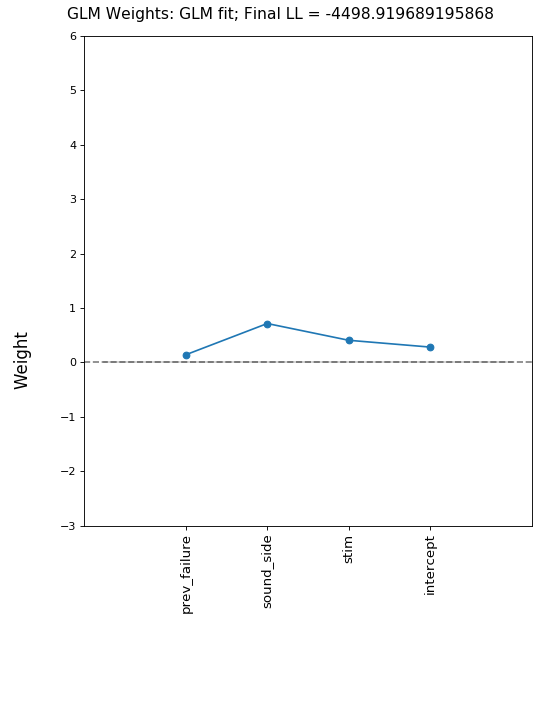 GLM Weights: GLM fit; Final LL = -4498.919689195868
6
5
4
3
2
1
0
−1
−2
−3
Weight
prev_failure
sound_side
stim
intercept